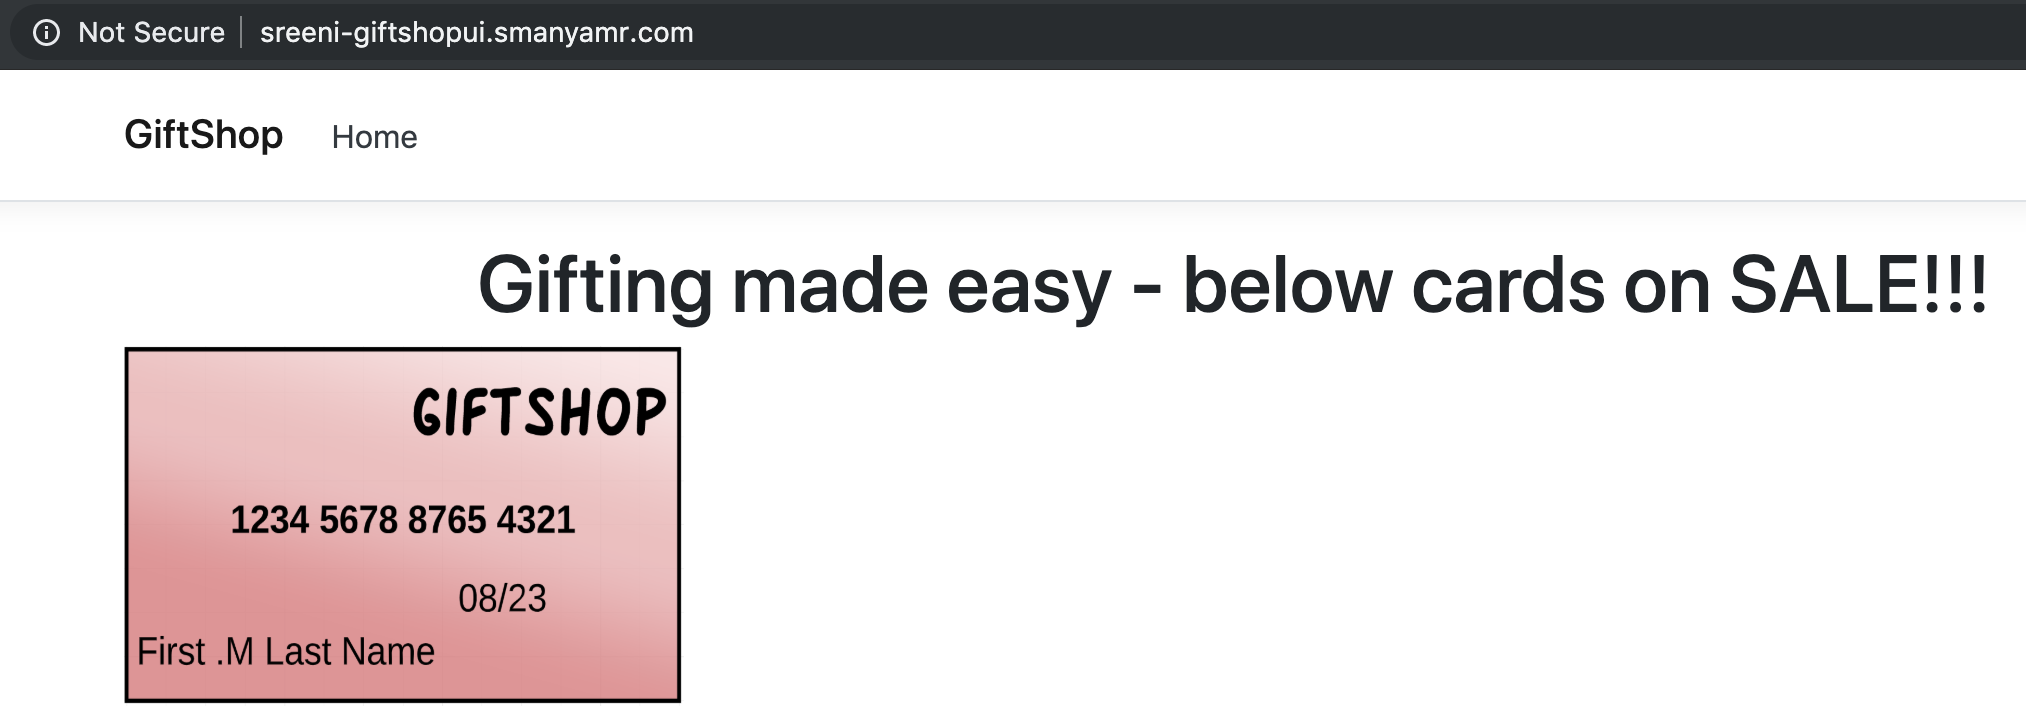 Not Secure | sreeni-giftshopui.smanyamr.com
GiftShop Home
Gifting made easy - below cards on SALE!!!
GIFTSHOP
1234 5678 8765 4321
08/23
First .M Last Name